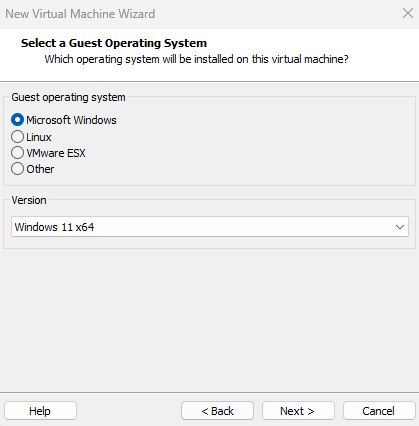 New Virtual Machine Wizard
Select a Guest Operating System
Which operating system will be installed on this virtual machine?
Guest operating system
Microsoft Windows
Linux
VMware ESX
Other
Version
Windows 11 x64
Help
< Back
Next >
Cancel